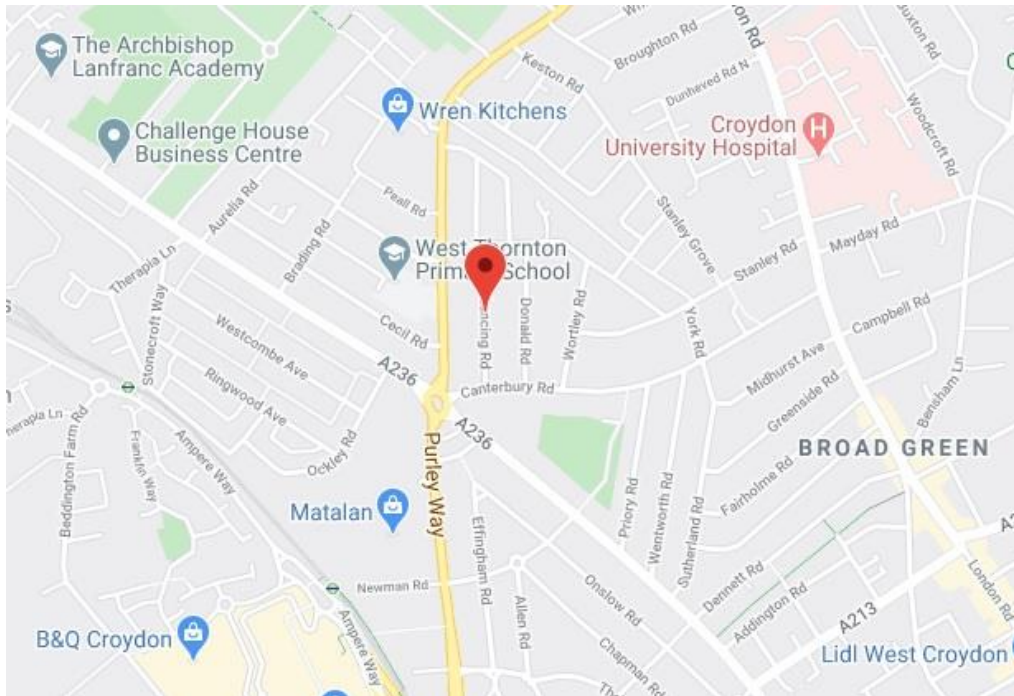 The Archbishop
Lanfranc Academy
Challenge House
Business Centre
Wren Kitchens
Keston Rd
Broughton Rd
Dunheved Rd N
Croydon
University Hospital
H
Woodcroft Rd
Aurelia Rd
Peall Rd
Stanley Grove
Mayday Rd
Brading Rd
West Thornton
Primary School
Stanley Rd
Therapia Ln
Stonecroft Way
Donald Rd
Wortley Rd
York Rd
Campbell Rd
Cecil Rd
Westcombe Ave
A236
Canterbury Rd
Midhurst Ave
Ringwood Ave
Greenside Rd
Bensham Ln
Beddington Farm Rd
Franklin Way
Ampere Way
Ockley Rd
Purley Way
A236
BROAD GREEN
Fairholme Rd
Matalan
Effingham Rd
Priory Rd
Wentworth Rd
Sutherland Rd
Newman Rd
Onslow Rd
Dennett Rd
Addington Rd
London Rd
Allen Rd
A213
B&Q Croydon
Ampere Way
Chapman Rd
Lidl West Croydon